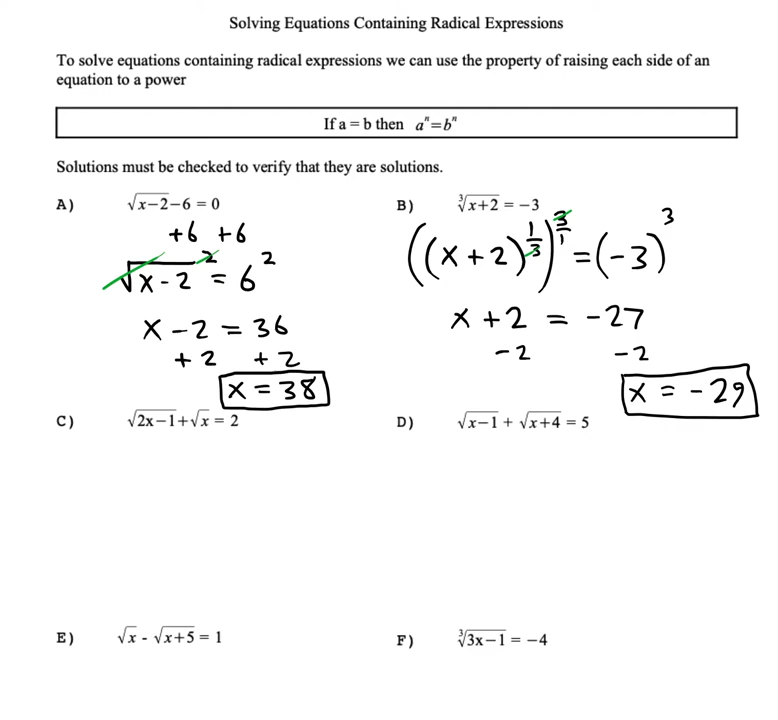 Solving Equations Containing Radical Expressions
To solve equations containing radical expressions we can use the property of raising each side of an
equation to a power
If a = b then aⁿ=bⁿ
Solutions must be checked to verify that they are solutions.
A) √(x−2)−6 = 0
+6 +6
√(x-2)² = 6²
x - 2 = 36
+2 +2
x = 38
B) ∛(x+2) = −3
((x+2)^(1/3))^(3/1) = (-3)³
x + 2 = -27
-2 -2
x = -29
C) √(2x−1)+√x = 2
D) √(x−1) + √(x+4) = 5
E) √x - √(x+5) = 1
F) ∛(3x−1) = −4